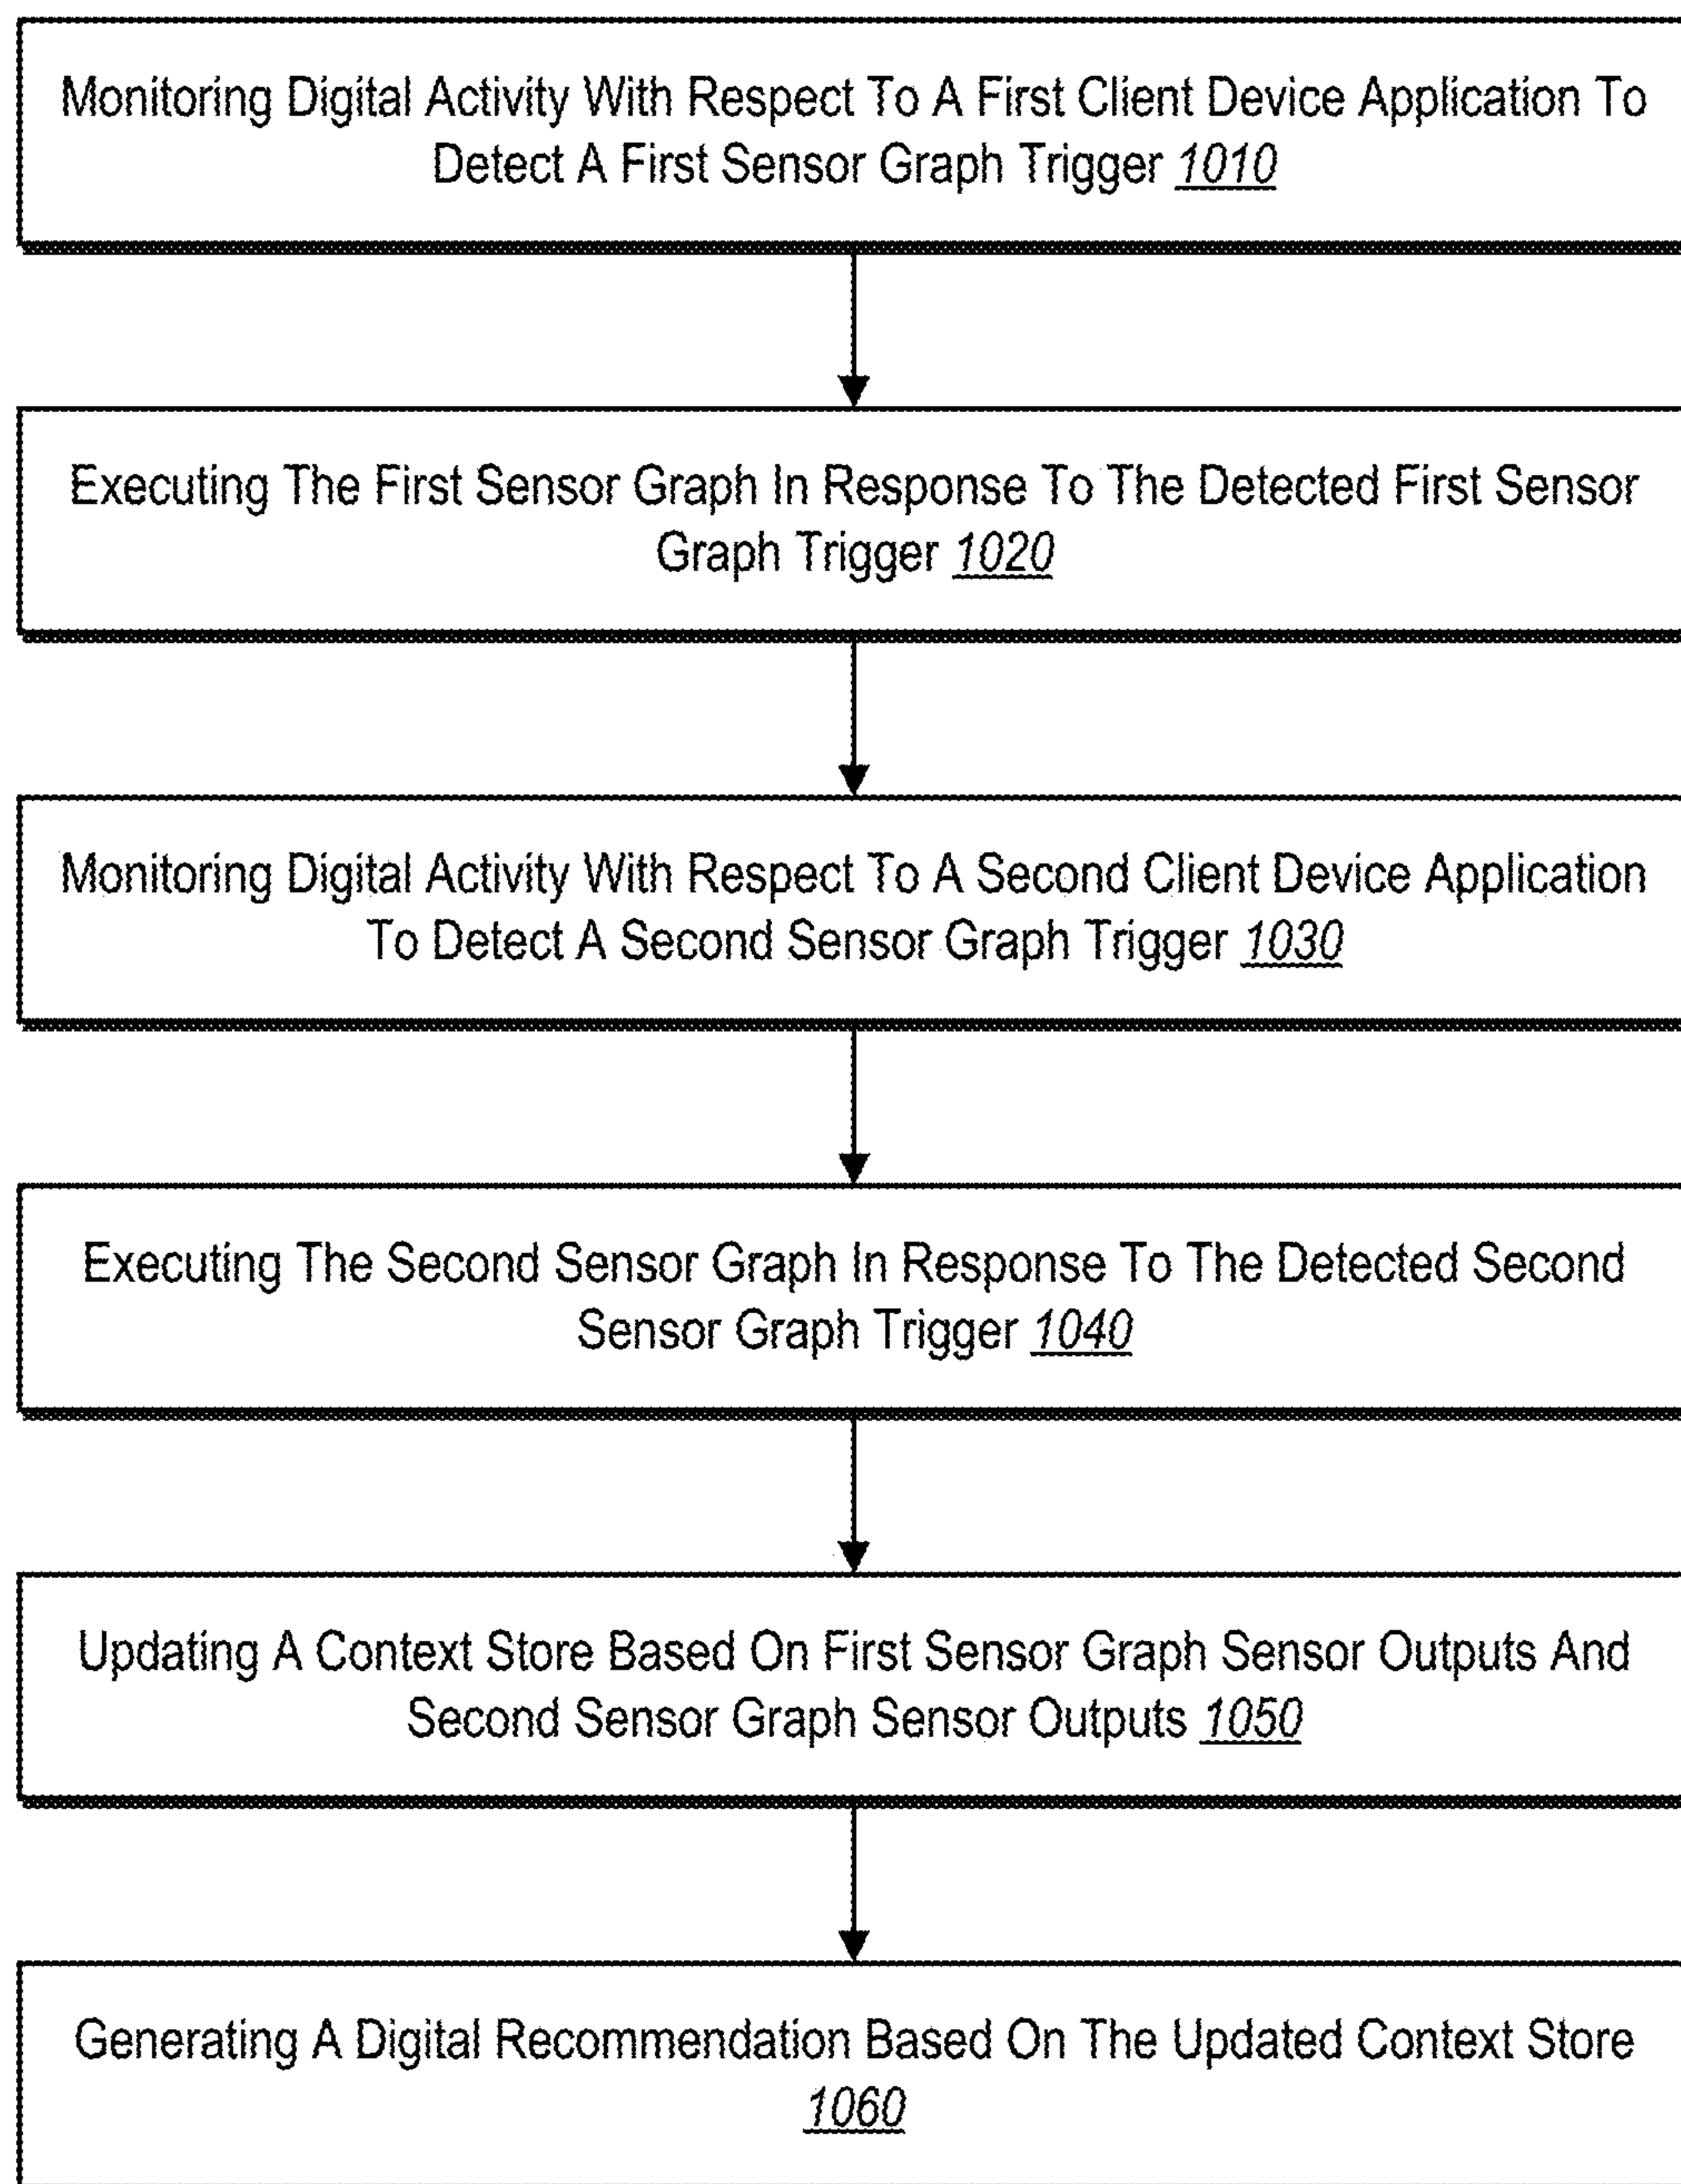 Monitoring Digital Activity With Respect To A First Client Device Application To
Detect A First Sensor Graph Trigger 1010
Executing The First Sensor Graph In Response To The Detected First Sensor
Graph Trigger 1020
Monitoring Digital Activity With Respect To A Second Client Device Application
To Detect A Second Sensor Graph Trigger 1030
Executing The Second Sensor Graph In Response To The Detected Second
Sensor Graph Trigger 1040
Updating A Context Store Based On First Sensor Graph Sensor Outputs And
Second Sensor Graph Sensor Outputs 1050
Generating A Digital Recommendation Based On The Updated Context Store
1060